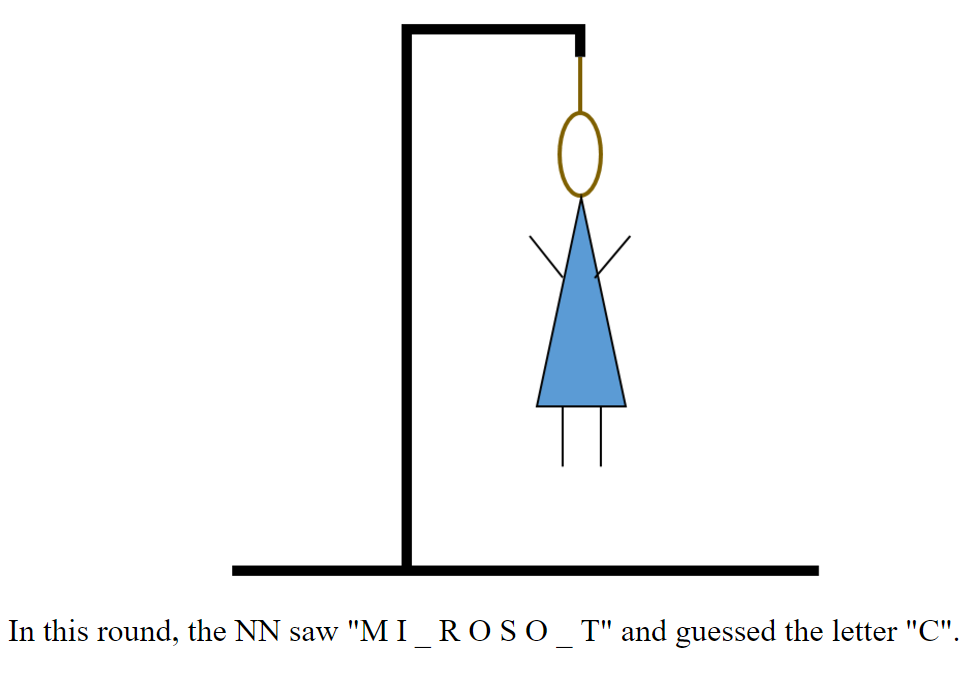 In this round, the NN saw "M I _ R O S O _ T" and guessed the letter "C".